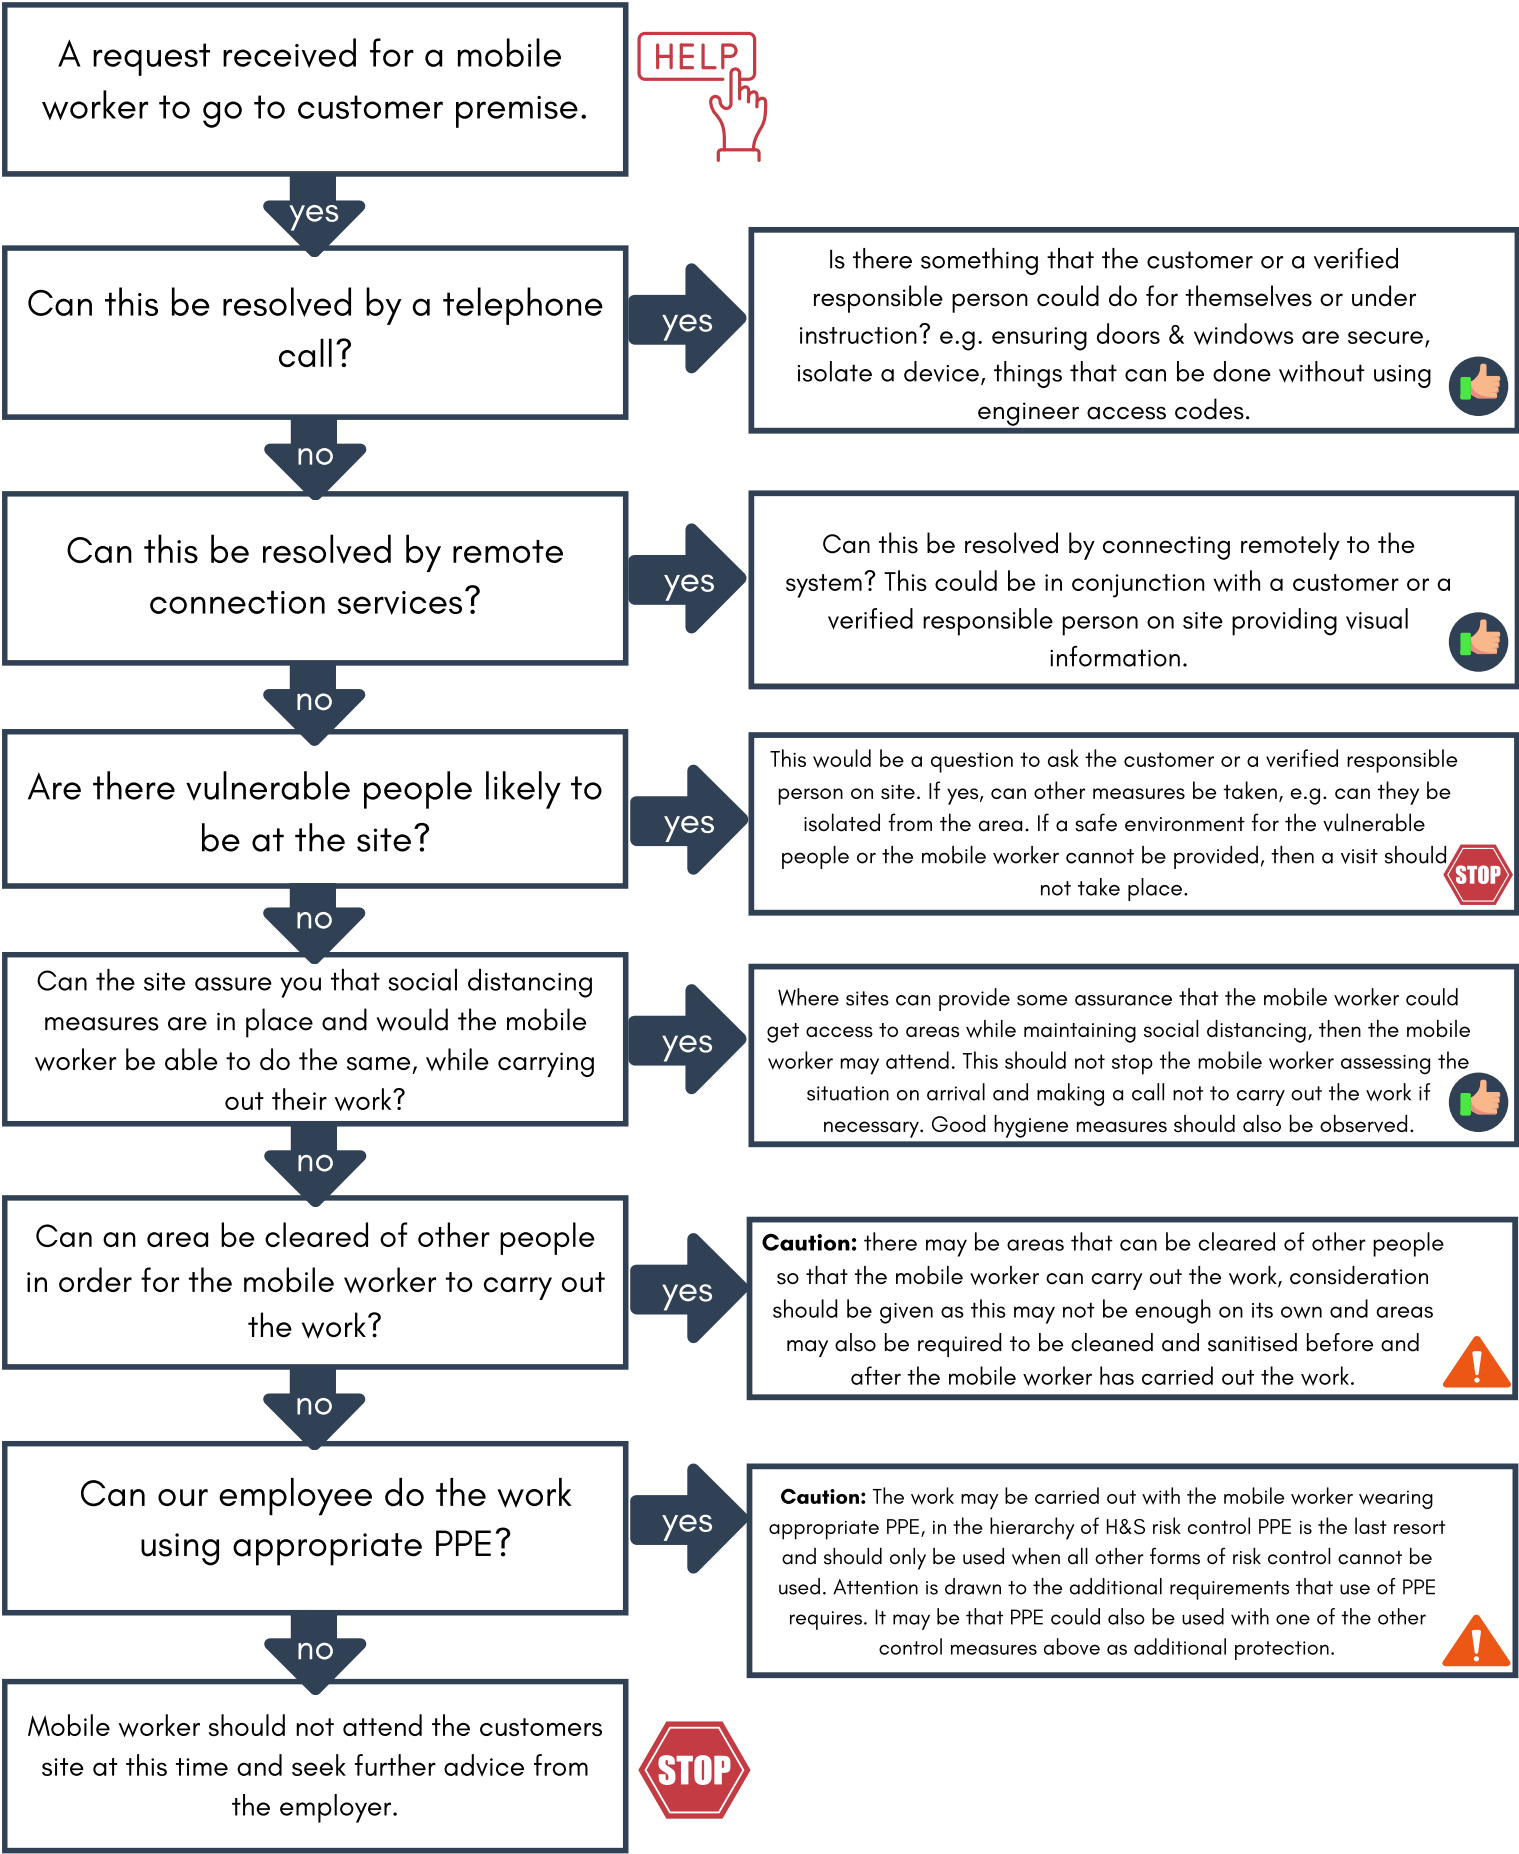 A request received for a mobile
worker to go to customer premise.
HELP
yes
Can this be resolved by a telephone
call?
yes
Is there something that the customer or a verified
responsible person could do for themselves or under
instruction? e.g. ensuring doors & windows are secure,
isolate a device, things that can be done without using
engineer access codes.
no
Can this be resolved by remote
connection services?
yes
Can this be resolved by connecting remotely to the
system? This could be in conjunction with a customer or a
verified responsible person on site providing visual
information.
no
Are there vulnerable people likely to
be at the site?
yes
This would be a question to ask the customer or a verified responsible
person on site. If yes, can other measures be taken, e.g. can they be
isolated from the area. If a safe environment for the vulnerable
people or the mobile worker cannot be provided, then a visit should
not take place.
STOP
no
Can the site assure you that social distancing
measures are in place and would the mobile
worker be able to do the same, while carrying
out their work?
yes
Where sites can provide some assurance that the mobile worker could
get access to areas while maintaining social distancing, then the mobile
worker may attend. This should not stop the mobile worker assessing the
situation on arrival and making a call not to carry out the work if
necessary. Good hygiene measures should also be observed.
no
Can an area be cleared of other people
in order for the mobile worker to carry out
the work?
yes
Caution: there may be areas that can be cleared of other people
so that the mobile worker can carry out the work, consideration
should be given as this may not be enough on its own and areas
may also be required to be cleaned and sanitised before and
after the mobile worker has carried out the work.
no
Can our employee do the work
using appropriate PPE?
yes
Caution: The work may be carried out with the mobile worker wearing
appropriate PPE, in the hierarchy of H&S risk control PPE is the last resort
and should only be used when all other forms of risk control cannot be
used. Attention is drawn to the additional requirements that use of PPE
requires. It may be that PPE could also be used with one of the other
control measures above as additional protection.
no
Mobile worker should not attend the customers
site at this time and seek further advice from
the employer.
STOP